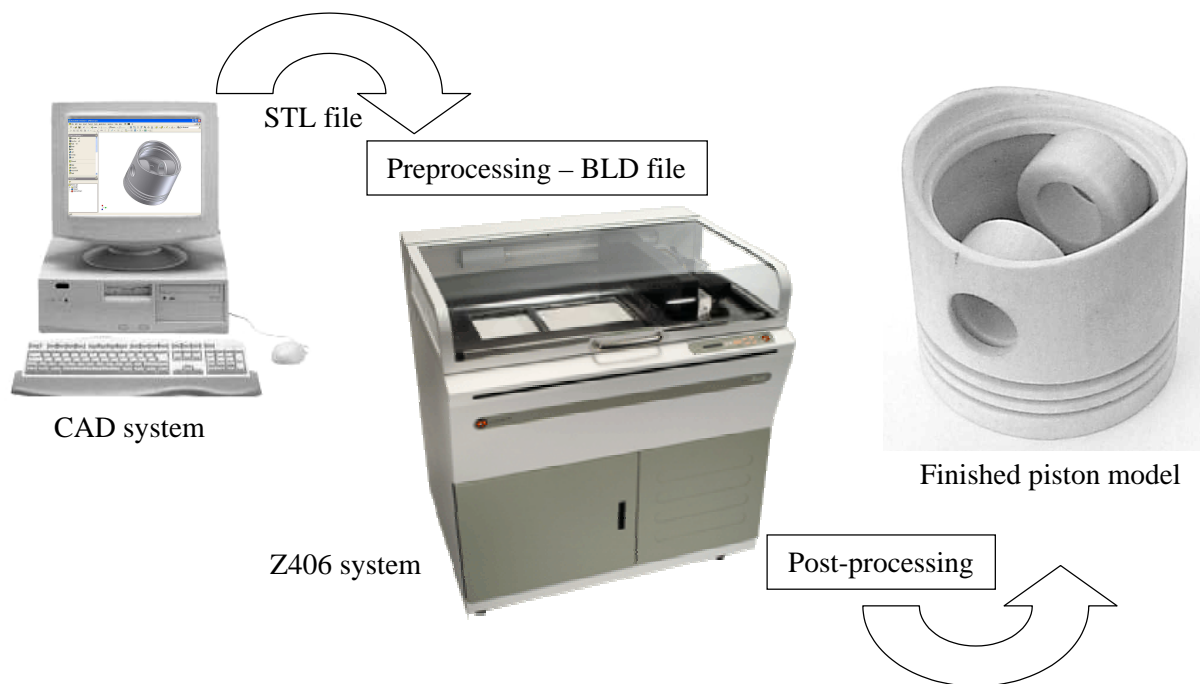 STL file
Preprocessing – BLD file
CAD system
Finished piston model
Z406 system
Post-processing